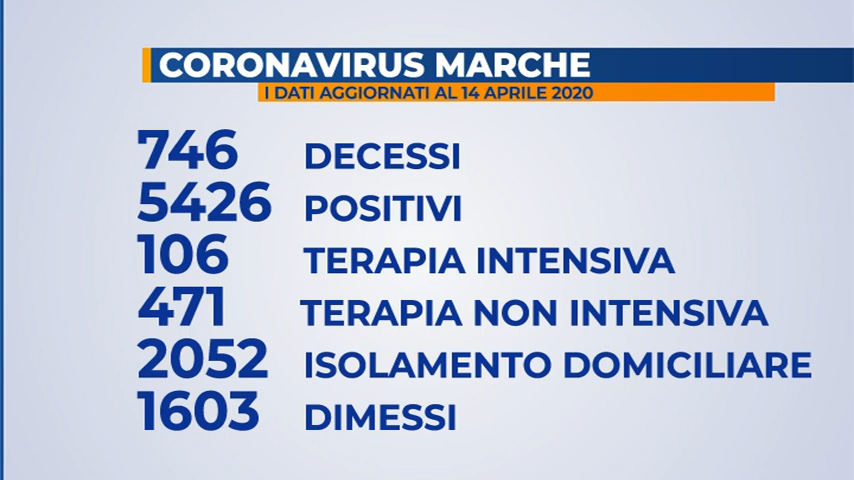 CORONAVIRUS MARCHE
I DATI AGGIORNATI AL 14 APRILE 2020
746 DECESSI
5426 POSITIVI
106 TERAPIA INTENSIVA
471 TERAPIA NON INTENSIVA
2052 ISOLAMENTO DOMICILIARE
1603 DIMESSI